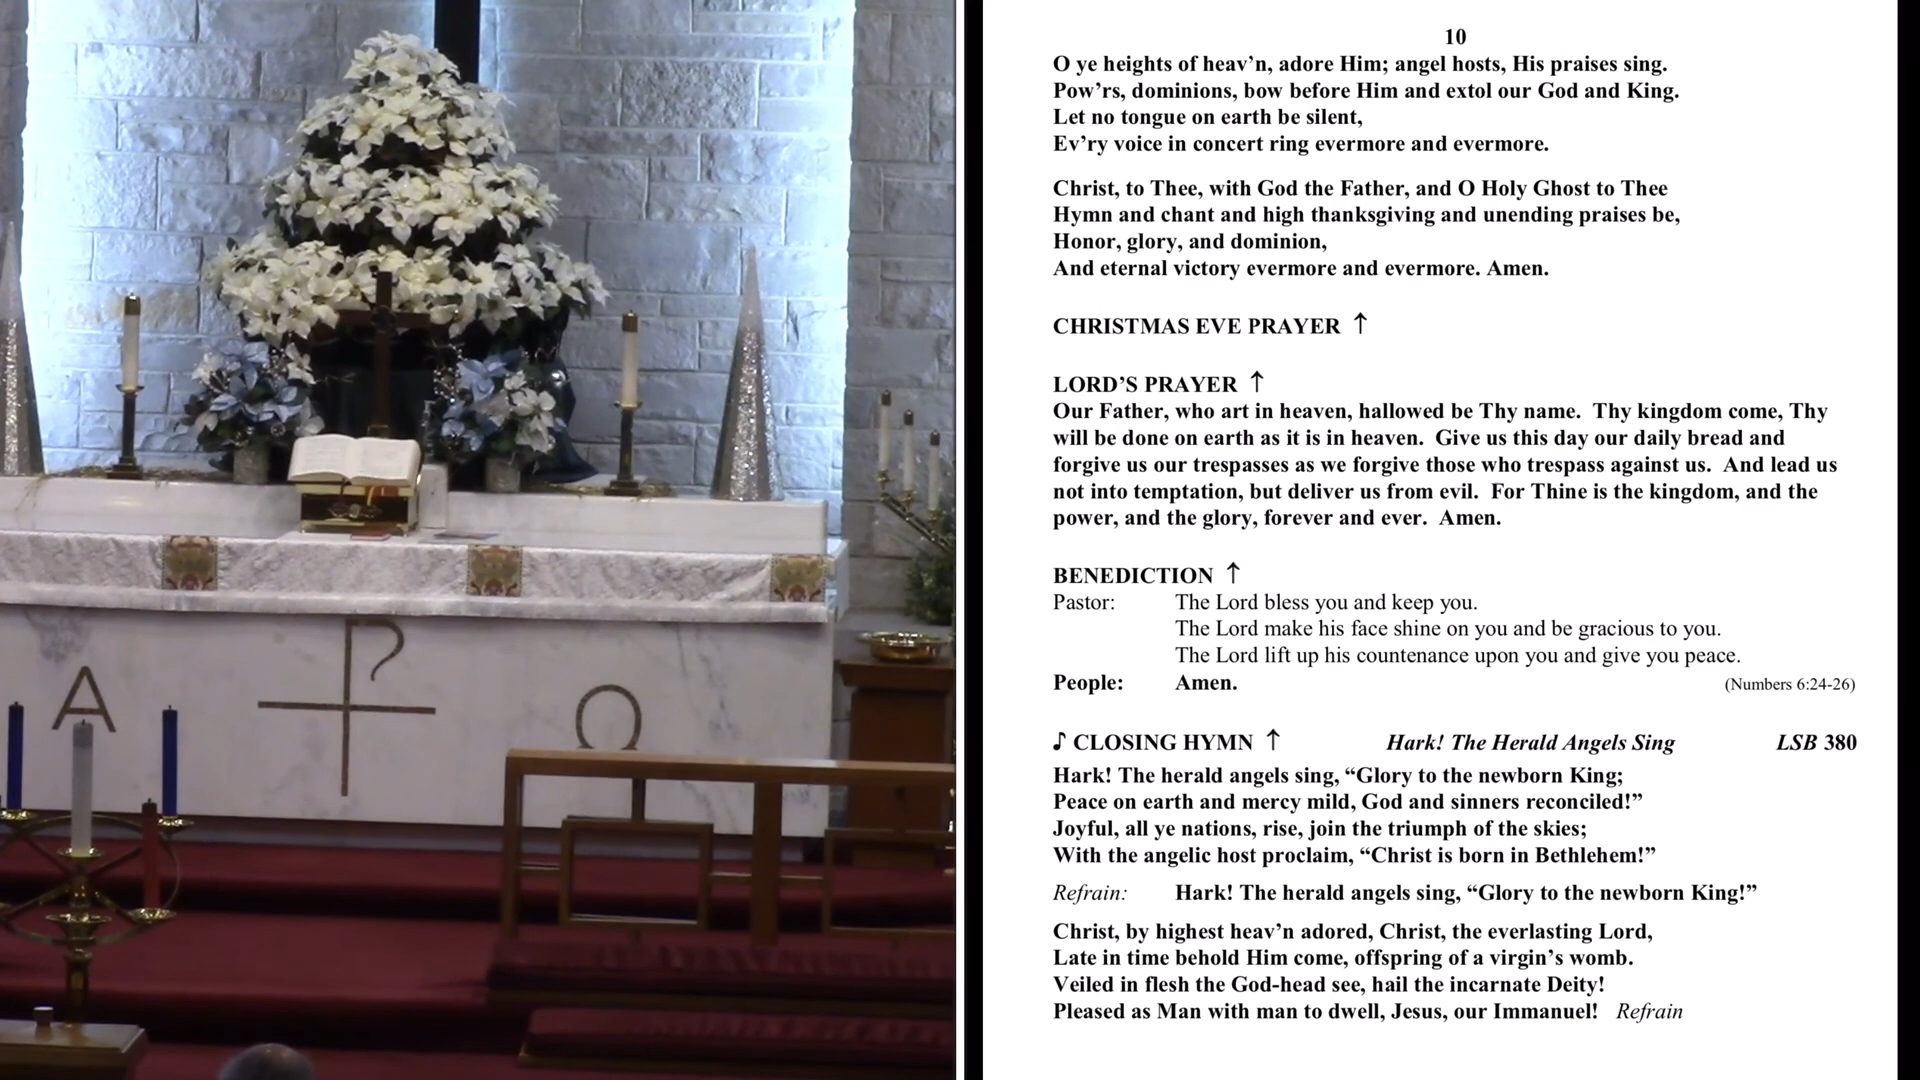 10
O ye heights of heav’n, adore Him; angel hosts, His praises sing.
Pow’rs, dominions, bow before Him and extol our God and King.
Let no tongue on earth be silent,
Ev’ry voice in concert ring evermore and evermore.
Christ, to Thee, with God the Father, and O Holy Ghost to Thee
Hymn and chant and high thanksgiving and unending praises be,
Honor, glory, and dominion,
And eternal victory evermore and evermore. Amen.
CHRISTMAS EVE PRAYER ↑
LORD’S PRAYER ↑
Our Father, who art in heaven, hallowed be Thy name.  Thy kingdom come, Thy
will be done on earth as it is in heaven.  Give us this day our daily bread and
forgive us our trespasses as we forgive those who trespass against us.  And lead us
not into temptation, but deliver us from evil.  For Thine is the kingdom, and the
power, and the glory, forever and ever.  Amen.
BENEDICTION ↑
Pastor: The Lord bless you and keep you.
The Lord make his face shine on you and be gracious to you.
The Lord lift up his countenance upon you and give you peace.
People: Amen. (Numbers 6:24-26)
♪ CLOSING HYMN ↑ Hark! The Herald Angels Sing LSB 380
Hark! The herald angels sing, “Glory to the newborn King;
Peace on earth and mercy mild, God and sinners reconciled!”
Joyful, all ye nations, rise, join the triumph of the skies;
With the angelic host proclaim, “Christ is born in Bethlehem!”
Refrain: Hark! The herald angels sing, “Glory to the newborn King!”
Christ, by highest heav’n adored, Christ, the everlasting Lord,
Late in time behold Him come, offspring of a virgin’s womb.
Veiled in flesh the God-head see, hail the incarnate Deity!
Pleased as Man with man to dwell, Jesus, our Immanuel! Refrain
Α ☧ Ω